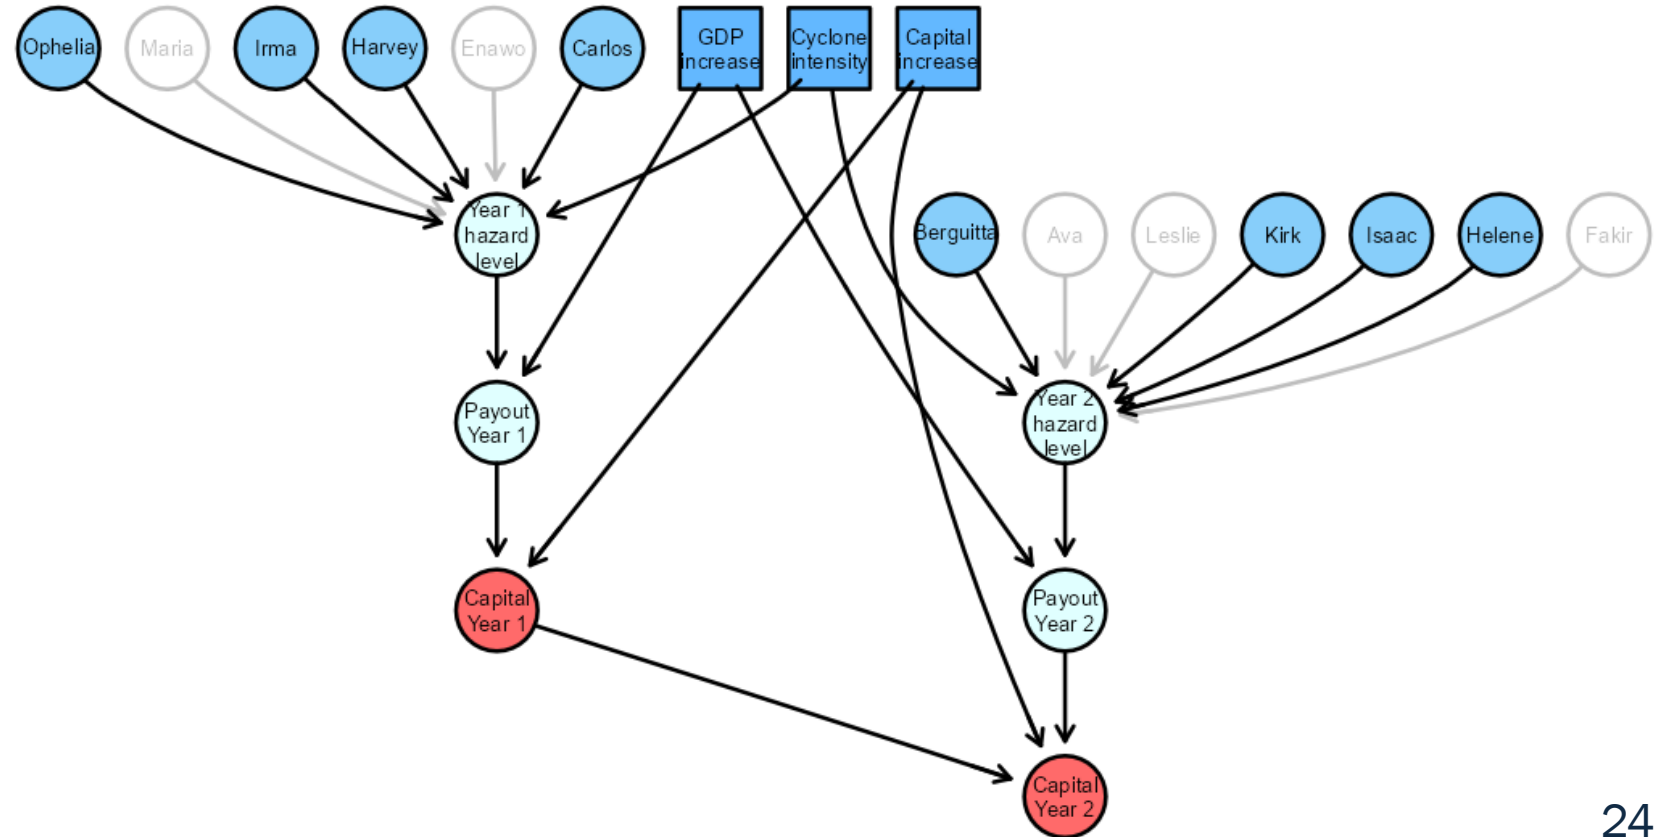 Ophelia
Maria
Irma
Harvey
Enawo
Carlos
GDP
increase
Cyclone
intensity
Capital
increase
Year 1
hazard
level
Berguitta
Ava
Leslie
Kirk
Isaac
Helene
Fakir
Payout
Year 1
Year 2
hazard
level
Capital
Year 1
Payout
Year 2
Capital
Year 2
24